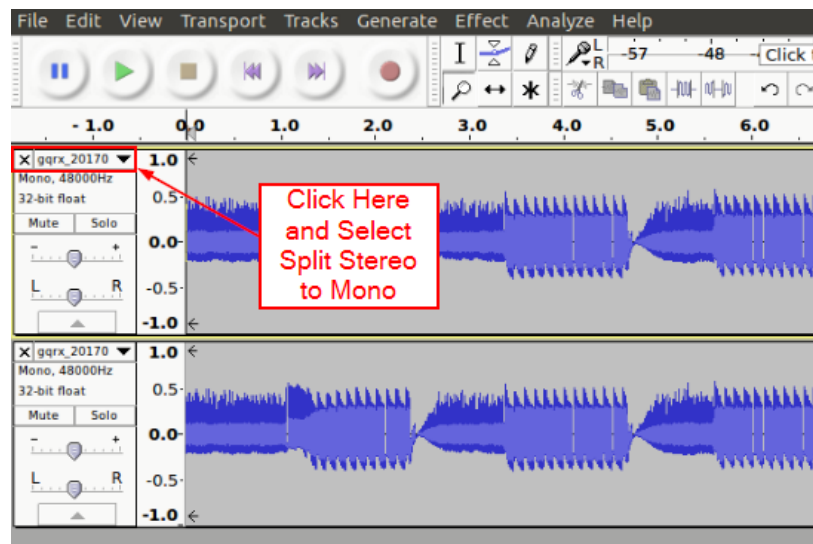 File Edit View Transport Tracks Generate Effect Analyze Help
L
R -57 -48 Click
- 1.0 0.0 1.0 2.0 3.0 4.0 5.0 6.0
X gqrx_20170
Mono, 48000Hz
32-bit float
Mute Solo
- +
L R
1.0
0.5
0.0
-0.5
-1.0
Click Here
and Select
Split Stereo
to Mono
X gqrx_20170
Mono, 48000Hz
32-bit float
Mute Solo
- +
L R
1.0
0.5
0.0
-0.5
-1.0